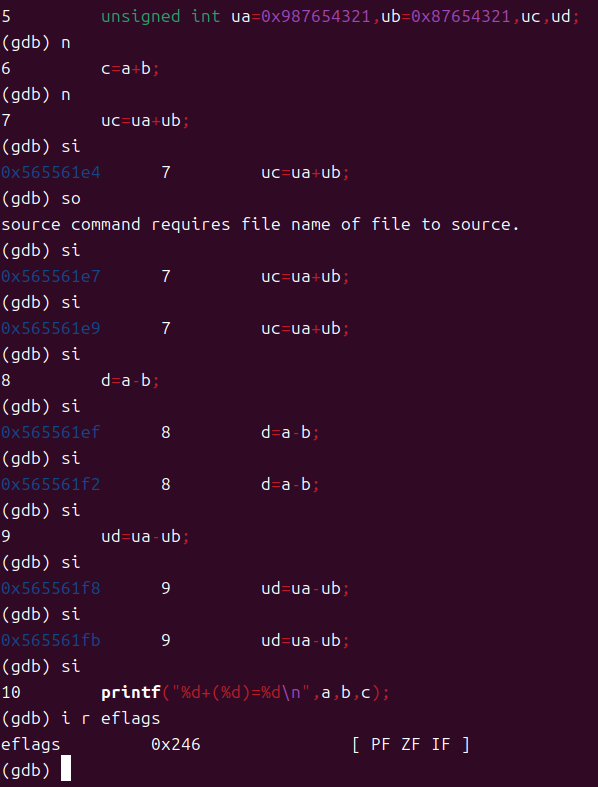 5         unsigned int ua=0x987654321,ub=0x87654321,uc,ud;
(gdb) n
6         c=a+b;
(gdb) n
7         uc=ua+ub;
(gdb) si
0x565561e4      7         uc=ua+ub;
(gdb) so
source command requires file name of file to source.
(gdb) si
0x565561e7      7         uc=ua+ub;
(gdb) si
0x565561e9      7         uc=ua+ub;
(gdb) si
8         d=a-b;
(gdb) si
0x565561ef      8         d=a-b;
(gdb) si
0x565561f2      8         d=a-b;
(gdb) si
9         ud=ua-ub;
(gdb) si
0x565561f8      9         ud=ua-ub;
(gdb) si
0x565561fb      9         ud=ua-ub;
(gdb) si
10        printf("%d+(%d)=%d\n",a,b,c);
(gdb) i r eflags
eflags         0x246               [ PF ZF IF ]
(gdb)